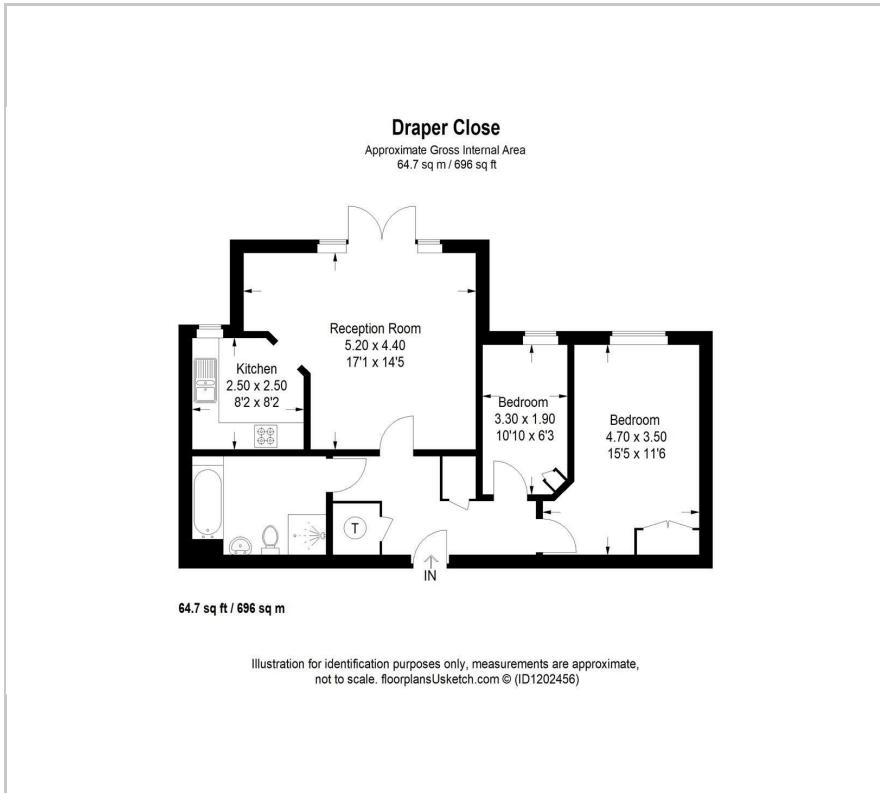 Draper Close
Approximate Gross Internal Area
64.7 sq m / 696 sq ft
Reception Room
5.20 x 4.40
17'1 x 14'5
Kitchen
2.50 x 2.50
8'2 x 8'2
Bedroom
3.30 x 1.90
10'10 x 6'3
Bedroom
4.70 x 3.50
15'5 x 11'6
T
IN
64.7 sq ft / 696 sq m
Illustration for identification purposes only, measurements are approximate,
not to scale. floorplansUsketch.com © (ID1202456)